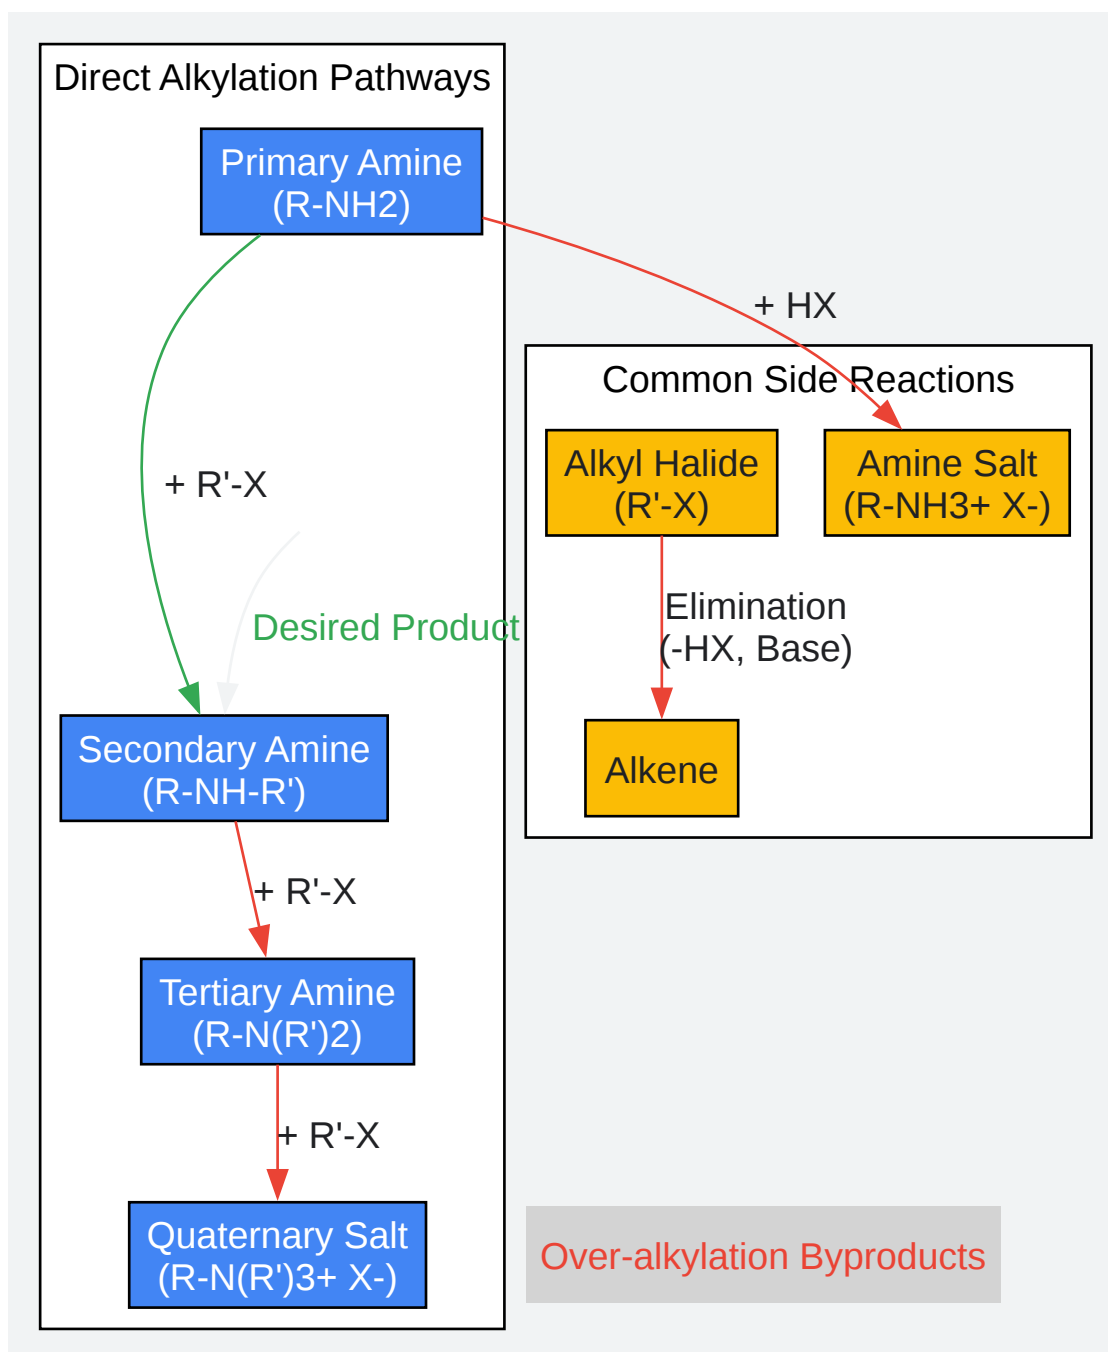 Direct Alkylation Pathways
Primary Amine
(R-NH2)
+ HX
+ R'-X
Desired Product
Secondary Amine
(R-NH-R')
+ R'-X
Tertiary Amine
(R-N(R')2)
+ R'-X
Quaternary Salt
(R-N(R')3+ X-)
Common Side Reactions
Alkyl Halide
(R'-X)
Amine Salt
(R-NH3+ X-)
Elimination
(-HX, Base)
Alkene
Over-alkylation Byproducts